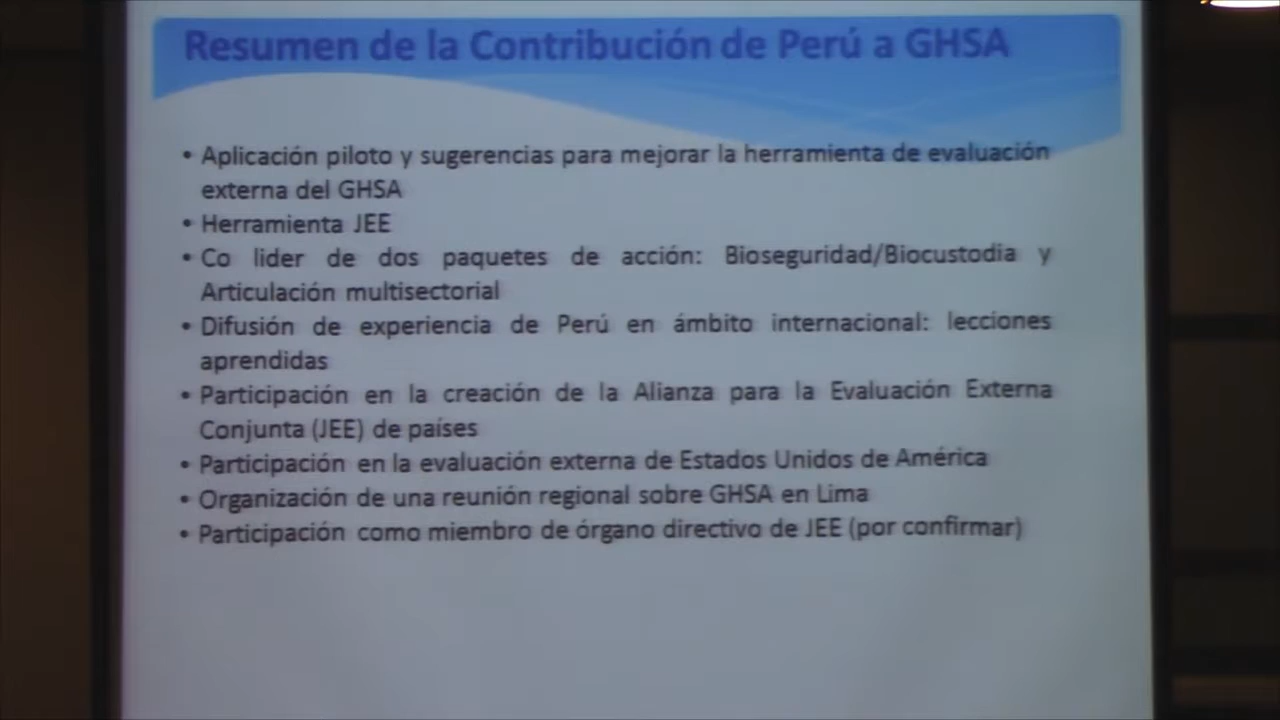 Resumen de la Contribución de Perú a GHSA
• Aplicación piloto y sugerencias para mejorar la herramienta de evaluación
externa del GHSA
• Herramienta JEE
• Co lider de dos paquetes de acción: Bioseguridad/Biocustodia y
Articulación multisectorial
• Difusión de experiencia de Perú en ámbito internacional: lecciones
aprendidas
• Participación en la creación de la Alianza para la Evaluación Externa
Conjunta (JEE) de países
• Participación en la evaluación externa de Estados Unidos de América
• Organización de una reunión regional sobre GHSA en Lima
• Participación como miembro de órgano directivo de JEE (por confirmar)